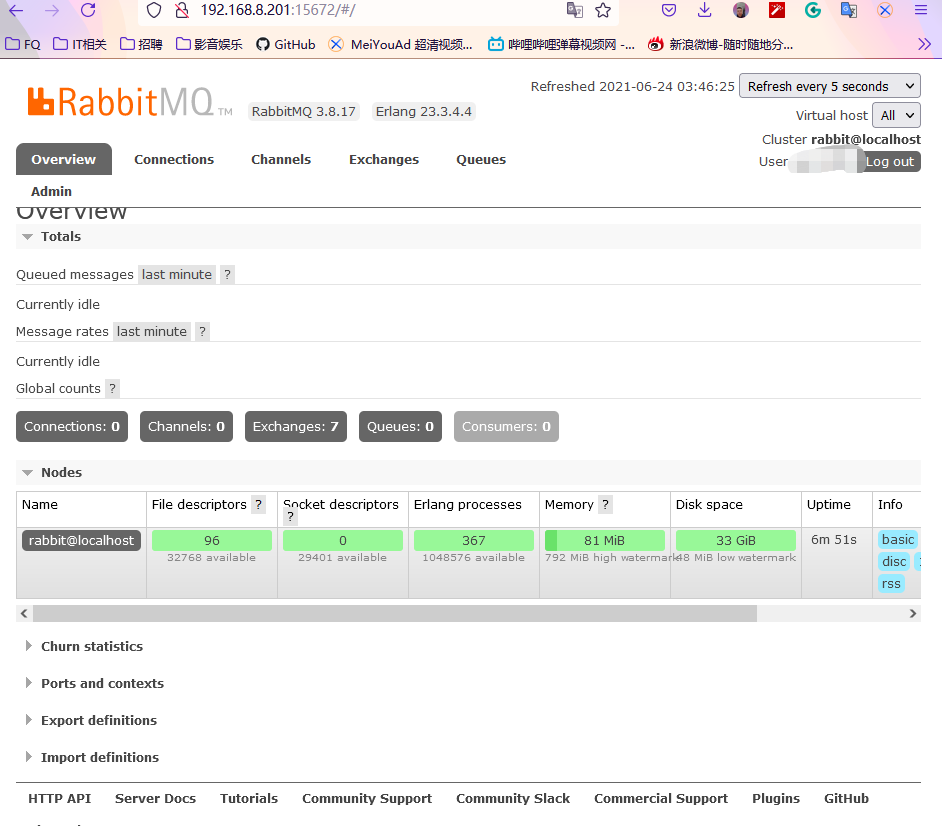 192.168.8.201:15672/#/
FQ IT相关 招聘 影音娱乐 GitHub MeiYouAd 超清视频... 哔哩哔哩弹幕视频网 -... 新浪微博-随时随地分...
Refreshed 2021-06-24 03:46:25 Refresh every 5 seconds
RabbitMQ TM RabbitMQ 3.8.17 Erlang 23.3.4.4
Virtual host All
Cluster rabbit@localhost
User Log out
Overview Connections Channels Exchanges Queues
Admin
Overview
Totals
Queued messages last minute ?
Currently idle
Message rates last minute ?
Currently idle
Global counts ?
Connections: 0 Channels: 0 Exchanges: 7 Queues: 0 Consumers: 0
Nodes
Name File descriptors ? Socket descriptors ? Erlang processes Memory ? Disk space Uptime Info
rabbit@localhost 96 0 367 81 MiB 33 GiB 6m 51s basic
32768 available 29401 available 1048576 available 792 MiB high watermark 48 MiB low watermark
disc
rss
Churn statistics
Ports and contexts
Export definitions
Import definitions
HTTP API Server Docs Tutorials Community Support Community Slack Commercial Support Plugins GitHub